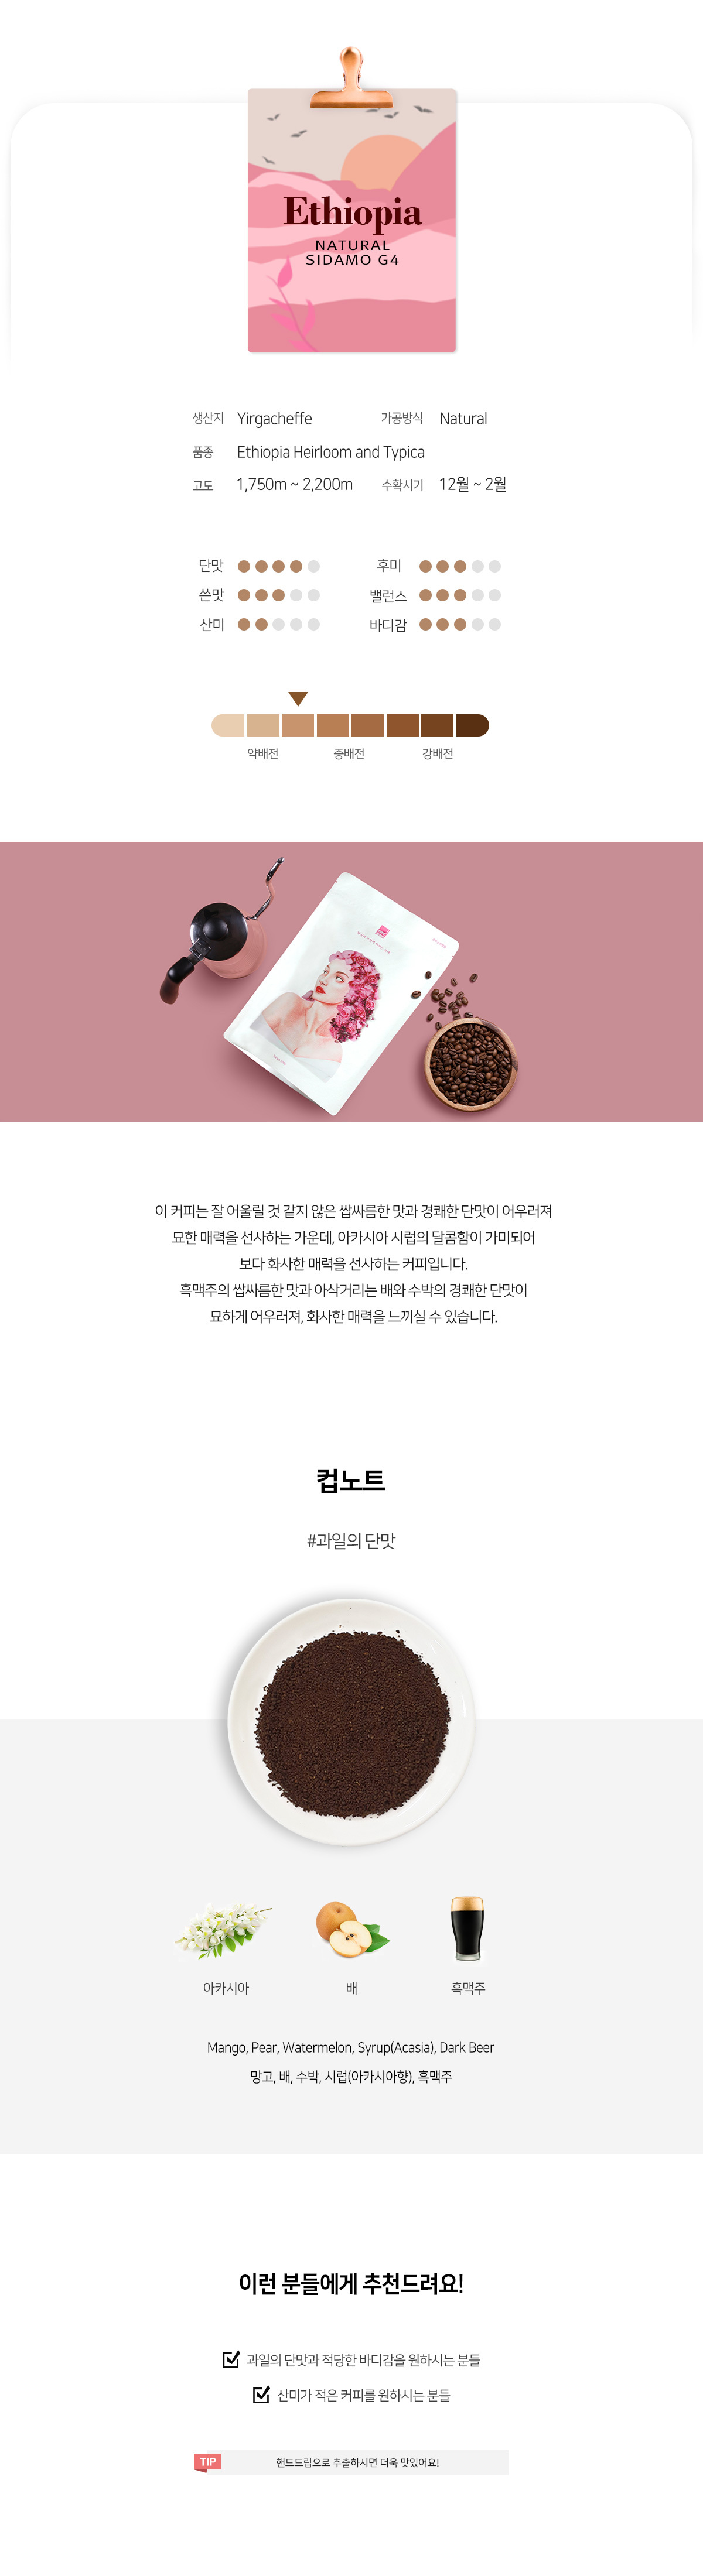 Ethiopia
NATURAL
SIDAMO G4
생산지 Yirgacheffe 가공방식 Natural
품종 Ethiopia Heirloom and Typica
고도 1,750m ~ 2,200m 수확시기 12월 ~ 2월
단맛 후미
쓴맛 밸런스
산미 바디감
약배전 중배전 강배전
이 커피는 잘 어울릴 것 같지 않은 쌉싸름한 맛과 경쾌한 단맛이 어우러져
묘한 매력을 선사하는 가운데, 아카시아 시럽의 달콤함이 가미되어
보다 화사한 매력을 선사하는 커피입니다.
흑맥주의 쌉싸름한 맛과 아삭거리는 배와 수박의 경쾌한 단맛이
묘하게 어우러져, 화사한 매력을 느끼실 수 있습니다.
컵노트
#과일의 단맛
아카시아 배 흑맥주
Mango, Pear, Watermelon, Syrup(Acasia), Dark Beer
망고, 배, 수박, 시럽(아카시아향), 흑맥주
이런 분들에게 추천드려요!
과일의 단맛과 적당한 바디감을 원하시는 분들
산미가 적은 커피를 원하시는 분들
TIP 핸드드립으로 추출하시면 더욱 맛있어요!